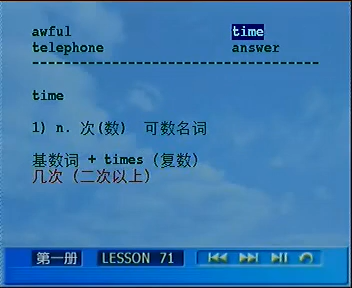 awful time
telephone answer
time
1) n. 次(数) 可数名词
基数词 + times (复数)
几次 (二次以上)
第一册 LESSON 71